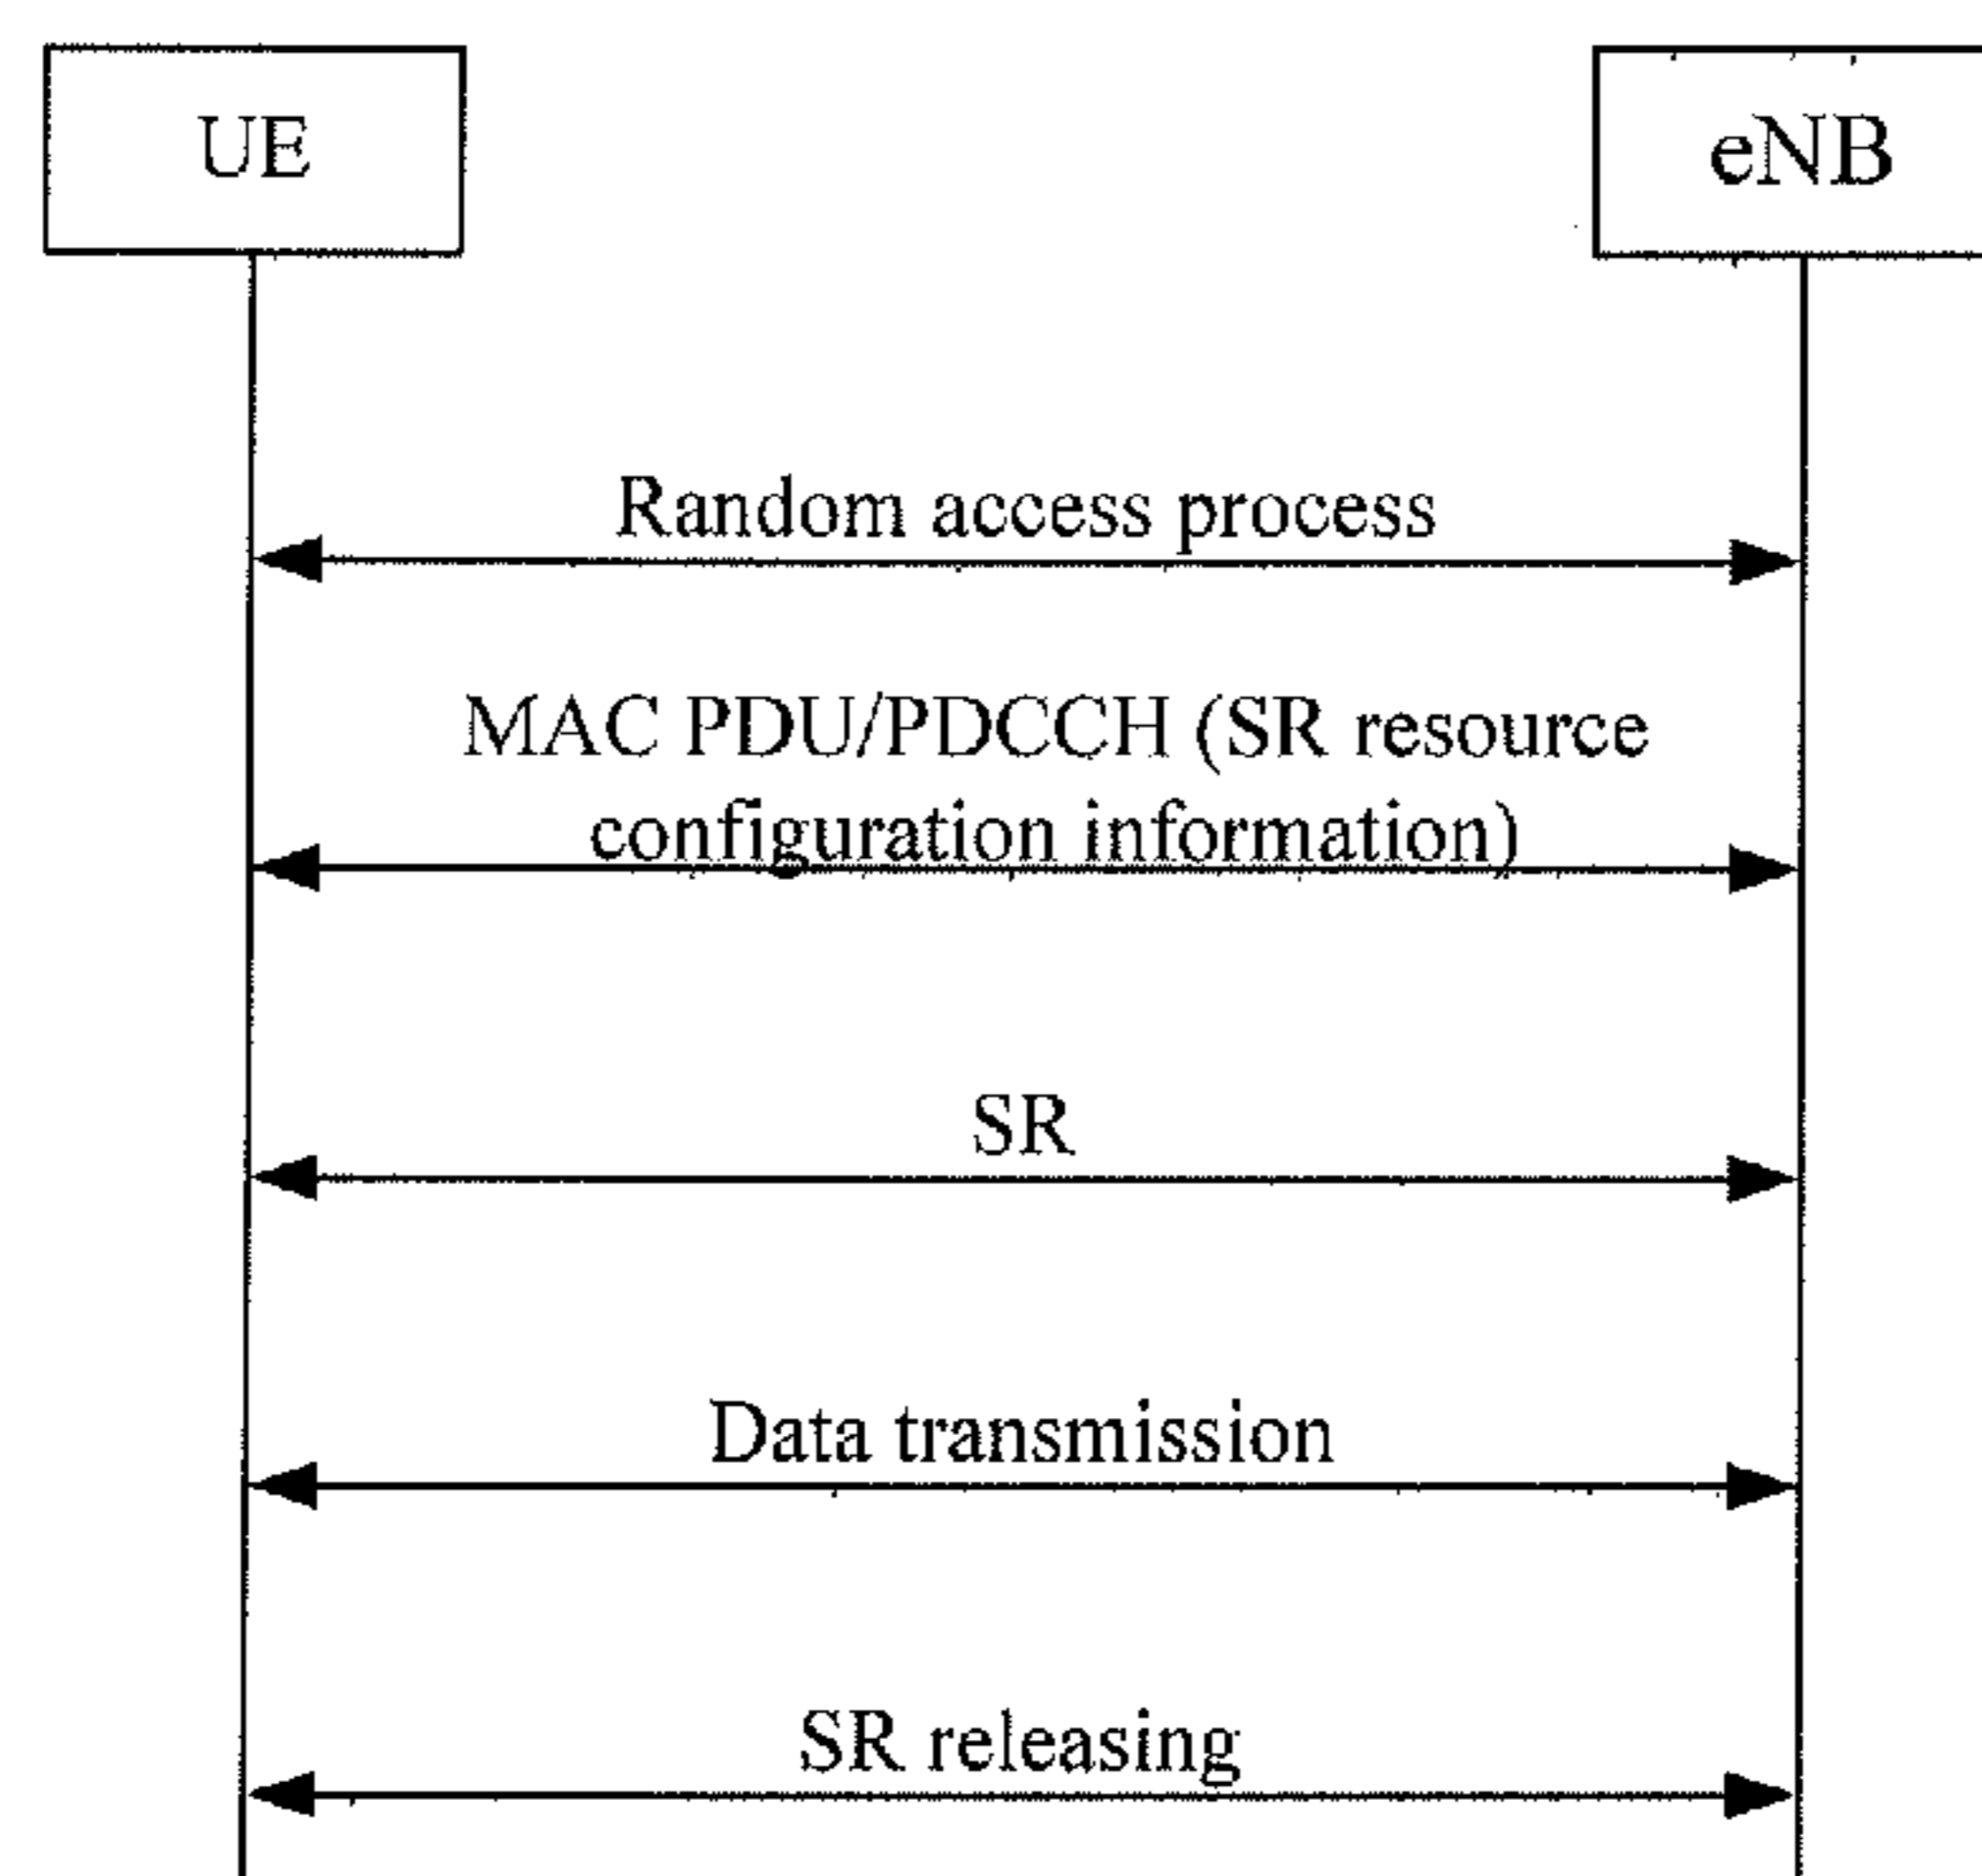 UE
eNB
Random access process
MAC PDU/PDCCH (SR resource
configuration information)
SR
Data transmission
SR releasing